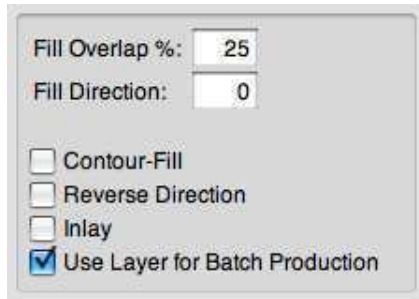 Fill Overlap %: 25
Fill Direction: 0
Contour-Fill
Reverse Direction
Inlay
Use Layer for Batch Production